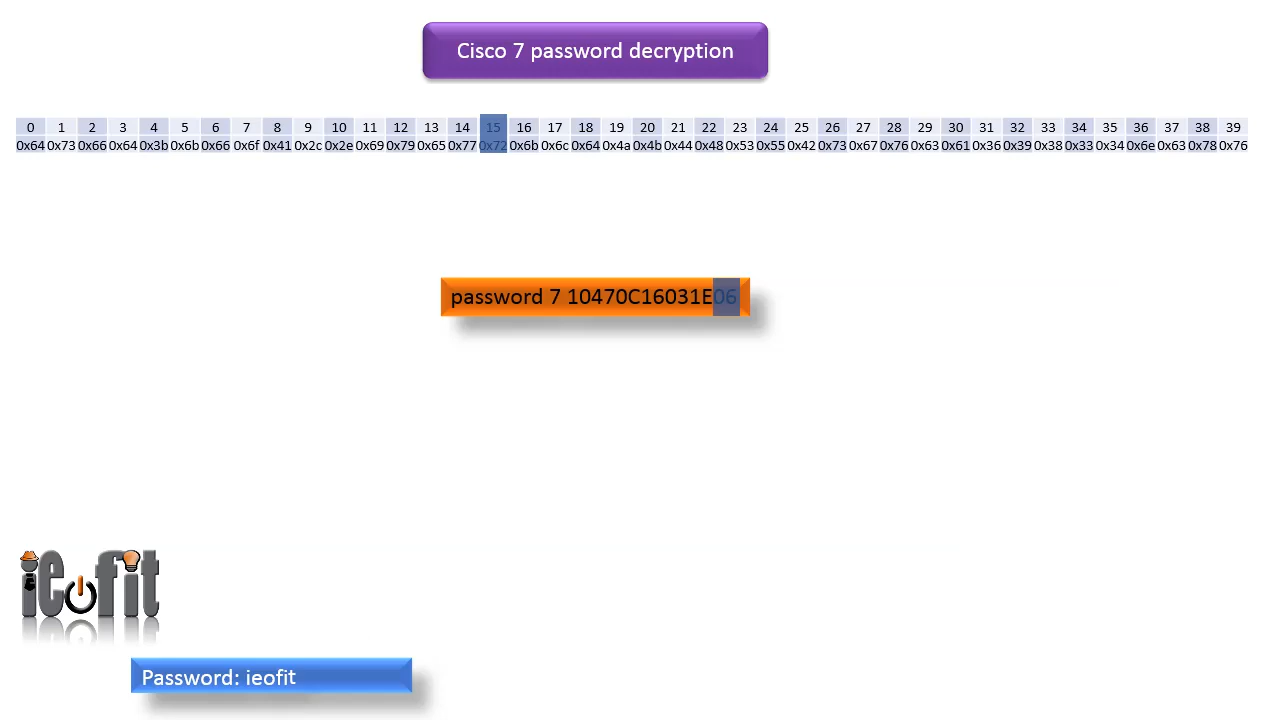 Cisco 7 password decryption
0 1 2 3 4 5 6 7 8 9 10 11 12 13 14 15 16 17 18 19 20 21 22 23 24 25 26 27 28 29 30 31 32 33 34 35 36 37 38 39
0x64 0x73 0x66 0x64 0x3b 0x6b 0x66 0x6f 0x41 0x2c 0x2e 0x69 0x79 0x65 0x77 0x72 0x6b 0x6c 0x64 0x4a 0x4b 0x44 0x48 0x53 0x55 0x42 0x73 0x67 0x76 0x63 0x61 0x36 0x39 0x38 0x33 0x34 0x6e 0x63 0x78 0x76
password 7 10470C16031E06
ieofit
Password: ieofit